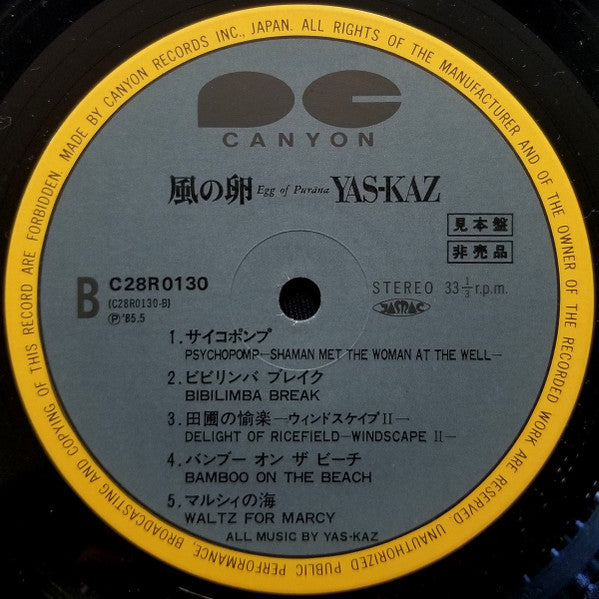 MADE BY CANYON RECORDS INC., JAPAN. ALL RIGHTS OF THE MANUFACTURER AND OF THE OWNER OF THE RECORDED WORK ARE RESERVED. UNAUTHORIZED PUBLIC PERFORMANCE, BROADCASTING AND COPYING OF THIS RECORD ARE FORBIDDEN.
CANYON
風の卵 Egg of Purāna YAS-KAZ
見本盤
非売品
B C28R0130
(C28R0130-B)
Ⓟ'85.5
STEREO 33 1/3 r.p.m.
JASRAC
1. サイコポンプ
PSYCHOPOMP—SHAMAN MET THE WOMAN AT THE WELL—
2. ビビリンバ ブレイク
BIBILIMBA BREAK
3. 田圃の愉楽—ウィンドスケイプII—
DELIGHT OF RICEFIELD—WINDSCAPE II—
4. バンブー オン ザ ビーチ
BAMBOO ON THE BEACH
5. マルシィの海
WALTZ FOR MARCY
ALL MUSIC BY YAS-KAZ